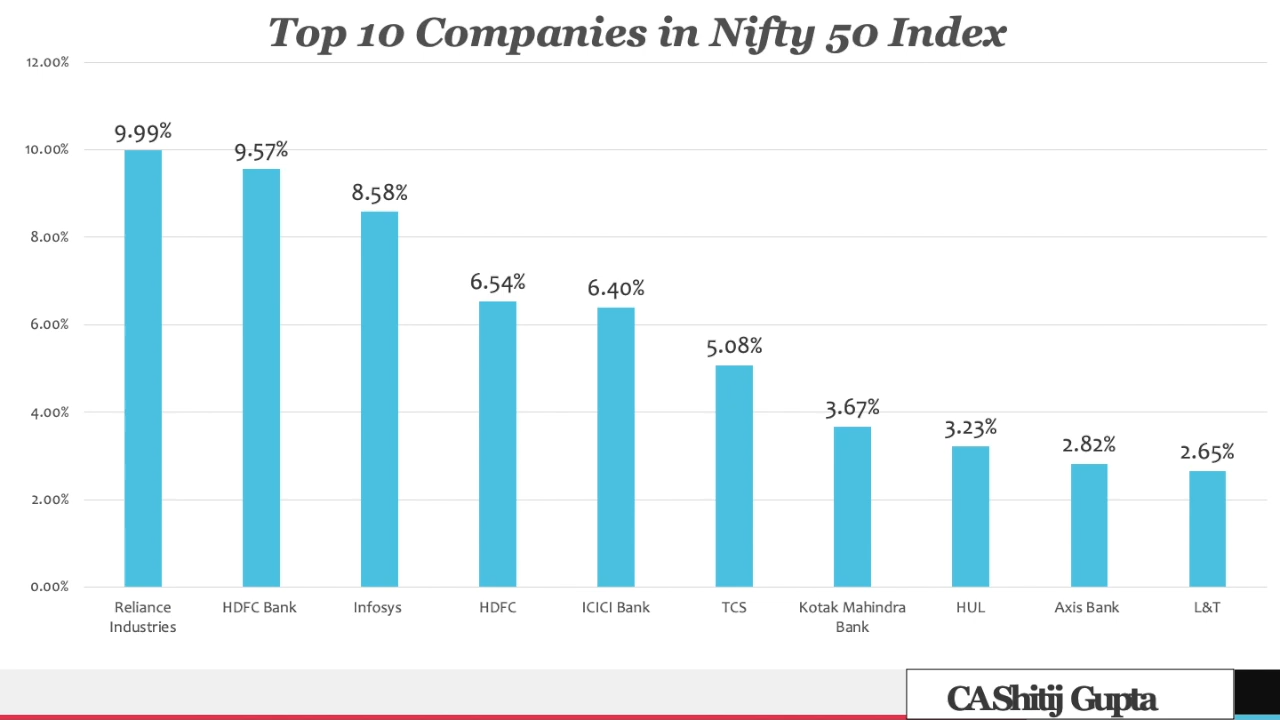 Top 10 Companies in Nifty 50 Index
12.00%
10.00%
8.00%
6.00%
4.00%
2.00%
0.00%
9.99%
9.57%
8.58%
6.54%
6.40%
5.08%
3.67%
3.23%
2.82%
2.65%
Reliance
Industries
HDFC Bank
Infosys
HDFC
ICICI Bank
TCS
Kotak Mahindra
Bank
HUL
Axis Bank
L&T
CA Shitij Gupta